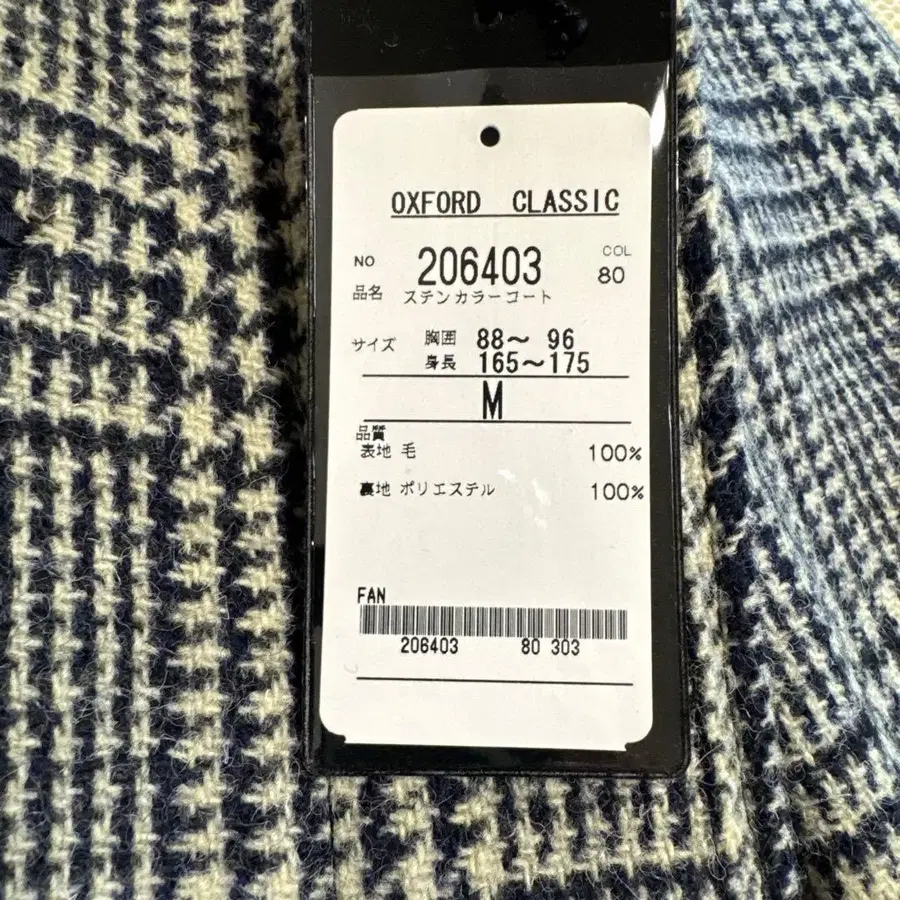 OXFORD CLASSIC
NO 206403 COL
品名 ステンカラーコート 80
サイズ 胸囲 88〜 96
身長 165〜175
M
品質
表地 毛 100%
裏地 ポリエステル 100%
FAN
206403 80 303